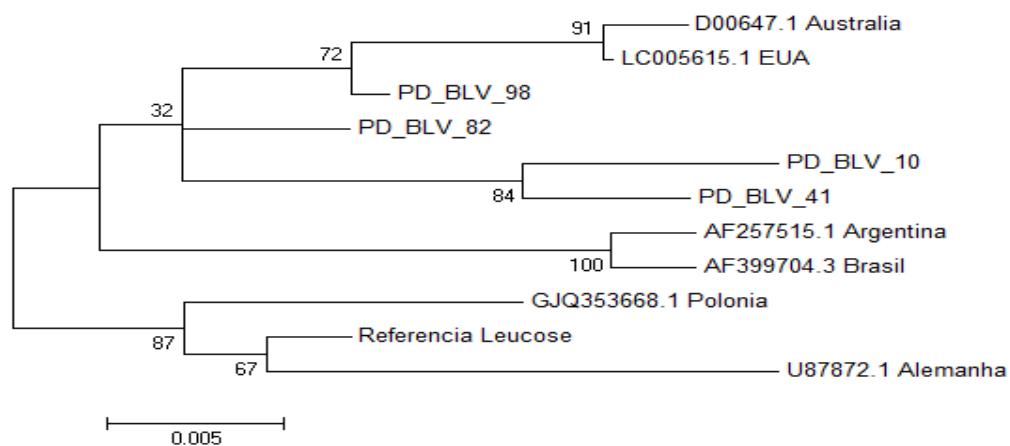 D00647.1 Australia
91
LC005615.1 EUA
72
PD_BLV_98
32
PD_BLV_82
PD_BLV_10
84
PD_BLV_41
AF257515.1 Argentina
100
AF399704.3 Brasil
GJQ353668.1 Polonia
87
Referencia Leucose
67
U87872.1 Alemanha
0.005